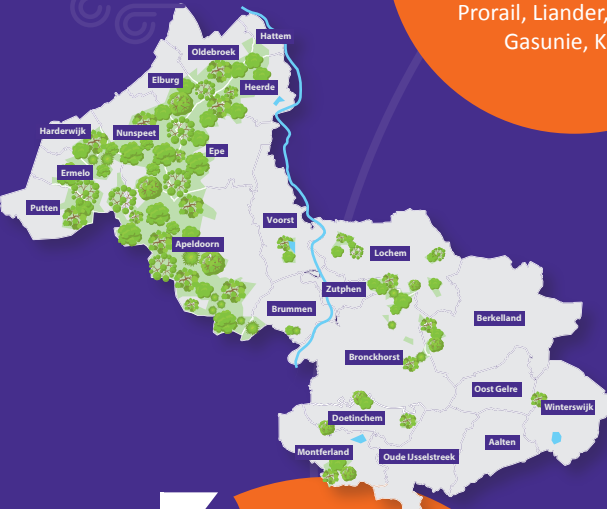 Prorail, Liander,
Gasunie, K
Hattem
Oldebroek
Elburg
Heerde
Harderwijk
Nunspeet
Epe
Ermelo
Putten
Voorst
Apeldoorn
Lochem
Zutphen
Brummen
Berkelland
Bronckhorst
Oost Gelre
Winterswijk
Doetinchem
Aalten
Montferland
Oude IJsselstreek